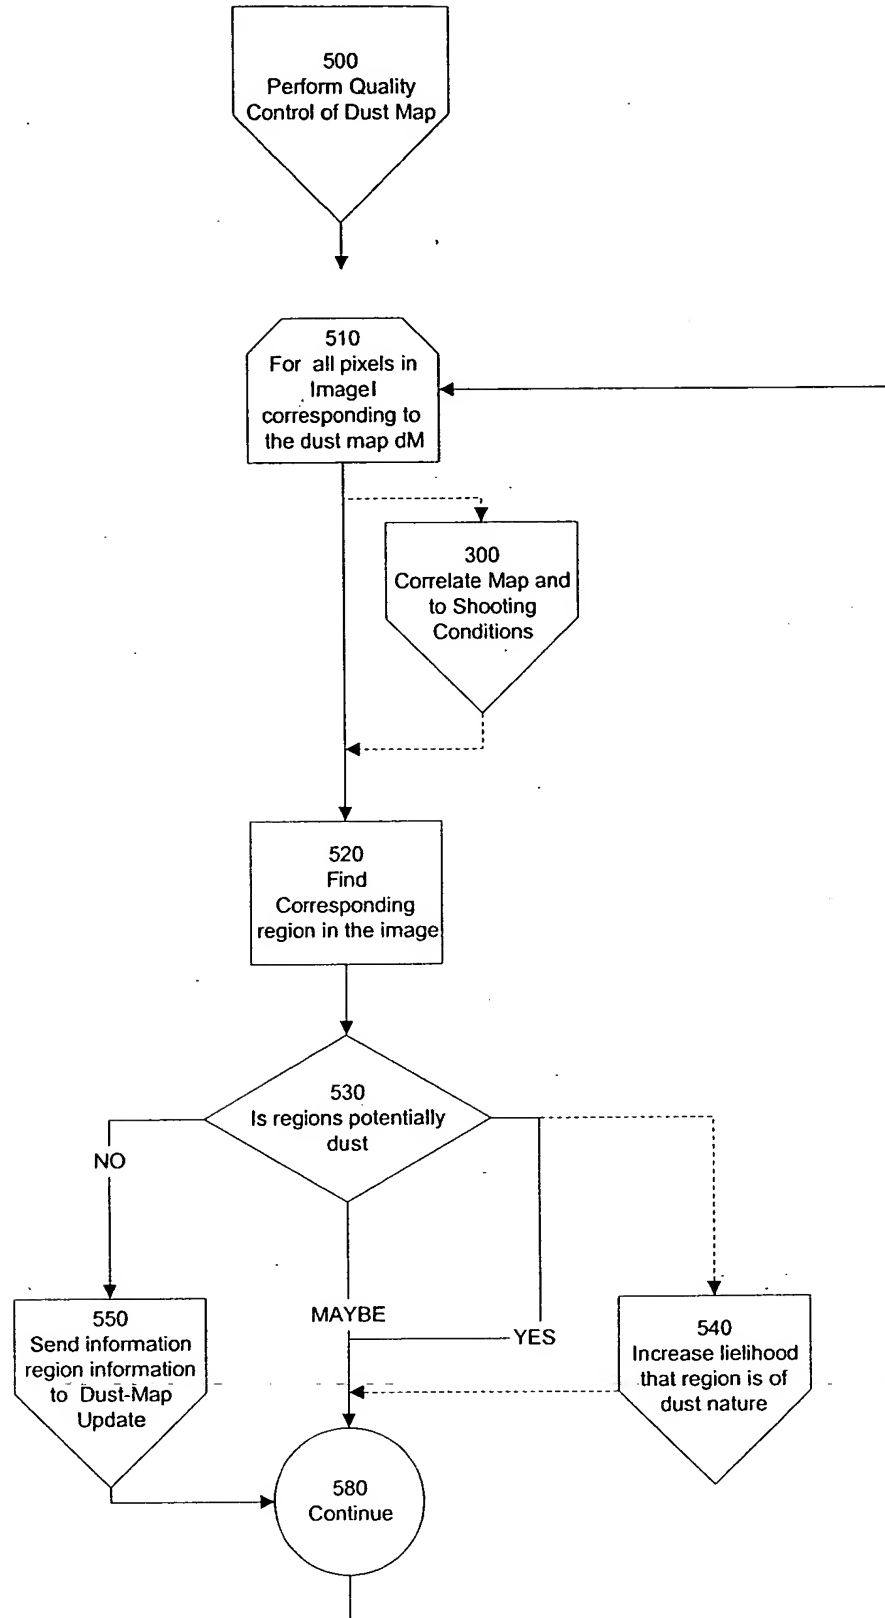 500
Perform Quality
Control of Dust Map
510
For all pixels in
ImageI
corresponding to
the dust map dM
300
Correlate Map and
to Shooting
Conditions
520
Find
Corresponding
region in the image
530
Is regions potentially
dust
NO
MAYBE
YES
550
Send information
region information
to Dust-Map
Update
540
Increase lielihood
that region is of
dust nature
580
Continue